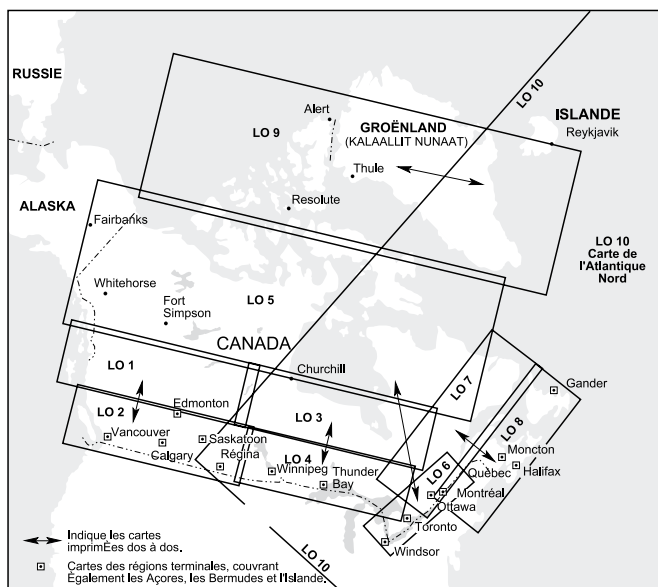 RUSSIE
LO 10
ISLANDE
Reykjavik
Alert
LO 9
GROËNLAND
(KALAALLIT NUNAAT)
Thule
Resolute
ALASKA
Fairbanks
LO 10
Carte de
l'Atlantique
Nord
Whitehorse
Fort
Simpson
LO 5
CANADA
LO 1
Churchill
LO 7
Gander
LO 2
Edmonton
LO 3
LO 8
Vancouver
Saskatoon
Calgary
Régina
LO 4
Winnipeg
Thunder
Bay
LO 6
Moncton
Halifax
Québec
Montréal
Ottawa
Toronto
Windsor
LO 10
Indique les cartes
imprimÈes dos à dos.
Cartes des régions terminales, couvrant
Également les Açores, les Bermudes et l'Islande.